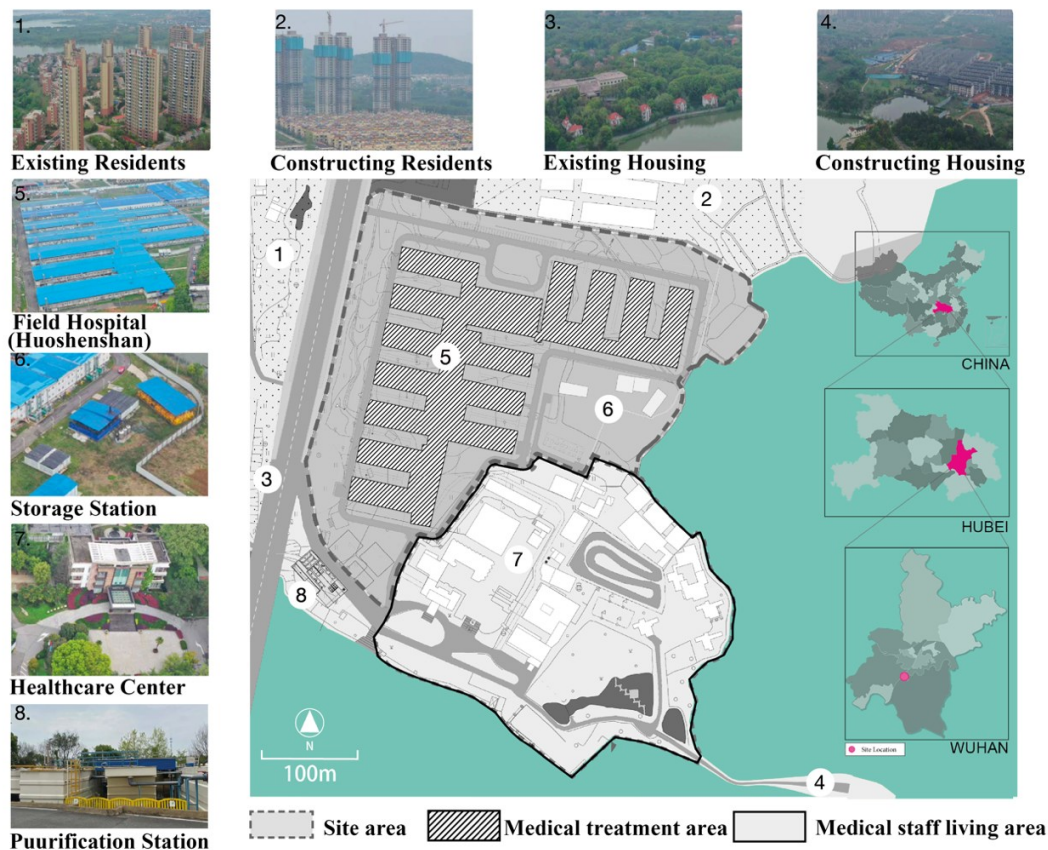 1.
Existing Residents
2.
Constructing Residents
3.
Existing Housing
4.
Constructing Housing
5.
Field Hospital
(Huoshenshan)
6.
Storage Station
7.
Healthcare Center
8.
Puurification Station
1
2
3
4
5
6
7
8
N
100m
CHINA
HUBEI
WUHAN
Site Location
Site area
Medical treatment area
Medical staff living area